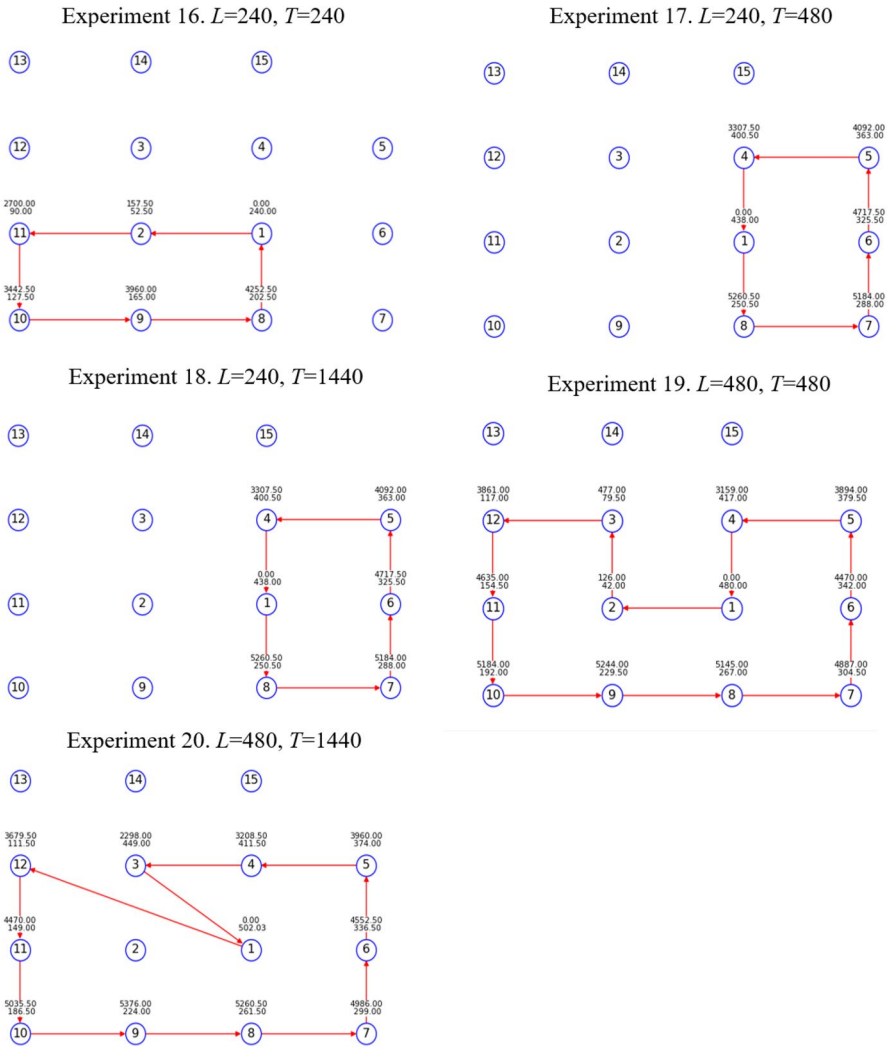 Experiment 16. L=240, T=240
13 14 15
12 3 4 5
2700.00 157.50 0.00
90.00 52.50 240.00
11 2 1 6
3442.50 3960.00 4252.50
127.50 165.00 202.50
10 9 8 7
Experiment 17. L=240, T=480
13 14 15
3307.50 4092.00
400.50 363.00
12 3 4 5
0.00 4717.50
438.00 325.50
11 2 1 6
5260.50 5184.00
250.50 288.00
10 9 8 7
Experiment 18. L=240, T=1440
13 14 15
3307.50 4092.00
400.50 363.00
12 3 4 5
0.00 4717.50
438.00 325.50
11 2 1 6
5260.50 5184.00
250.50 288.00
10 9 8 7
Experiment 19. L=480, T=480
13 14 15
3861.00 477.00 3159.00 3894.00
117.00 79.50 417.00 379.50
12 3 4 5
4635.00 126.00 0.00 4470.00
154.50 42.00 480.00 342.00
11 2 1 6
5184.00 5244.00 5145.00 4887.00
192.00 229.50 267.00 304.50
10 9 8 7
Experiment 20. L=480, T=1440
13 14 15
3679.50 2298.00 3208.50 3960.00
111.50 449.00 411.50 374.00
12 3 4 5
4470.00 0.00 4552.50
149.00 502.03 336.50
11 2 1 6
5035.50 5376.00 5260.50 4986.00
186.50 224.00 261.50 299.00
10 9 8 7